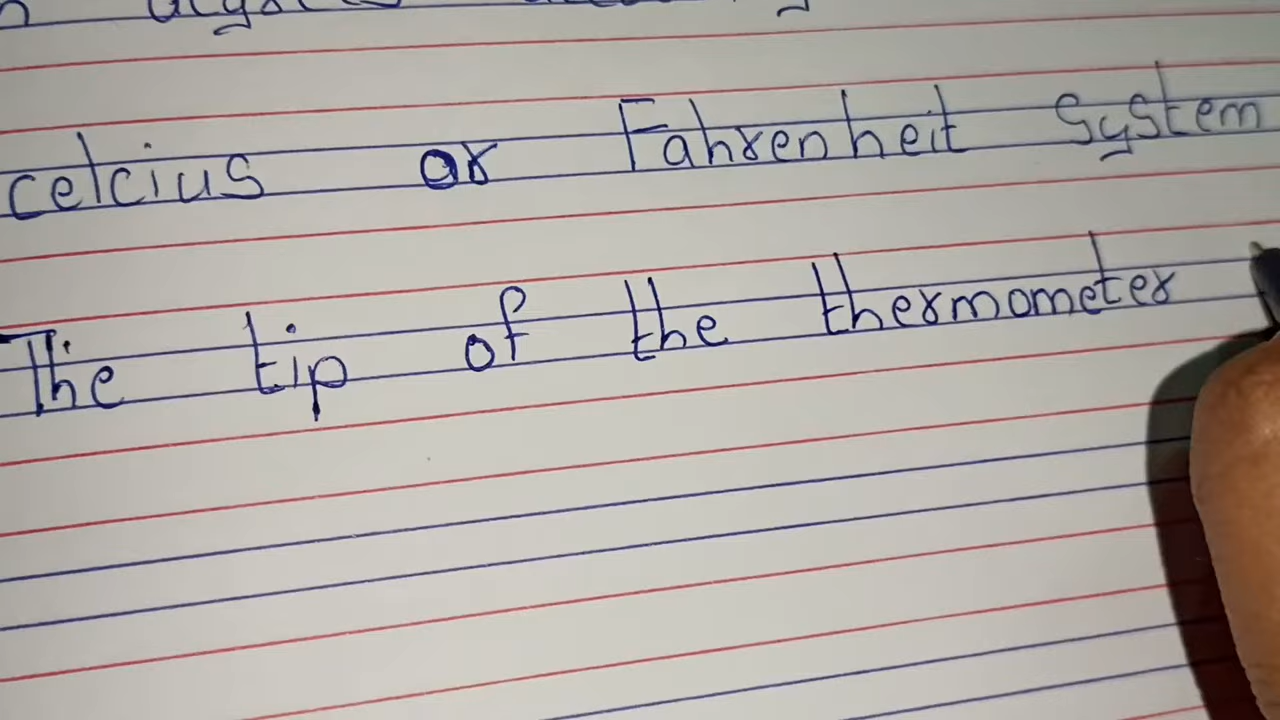 celcius or Fahrenheit System
The tip of the thermometer